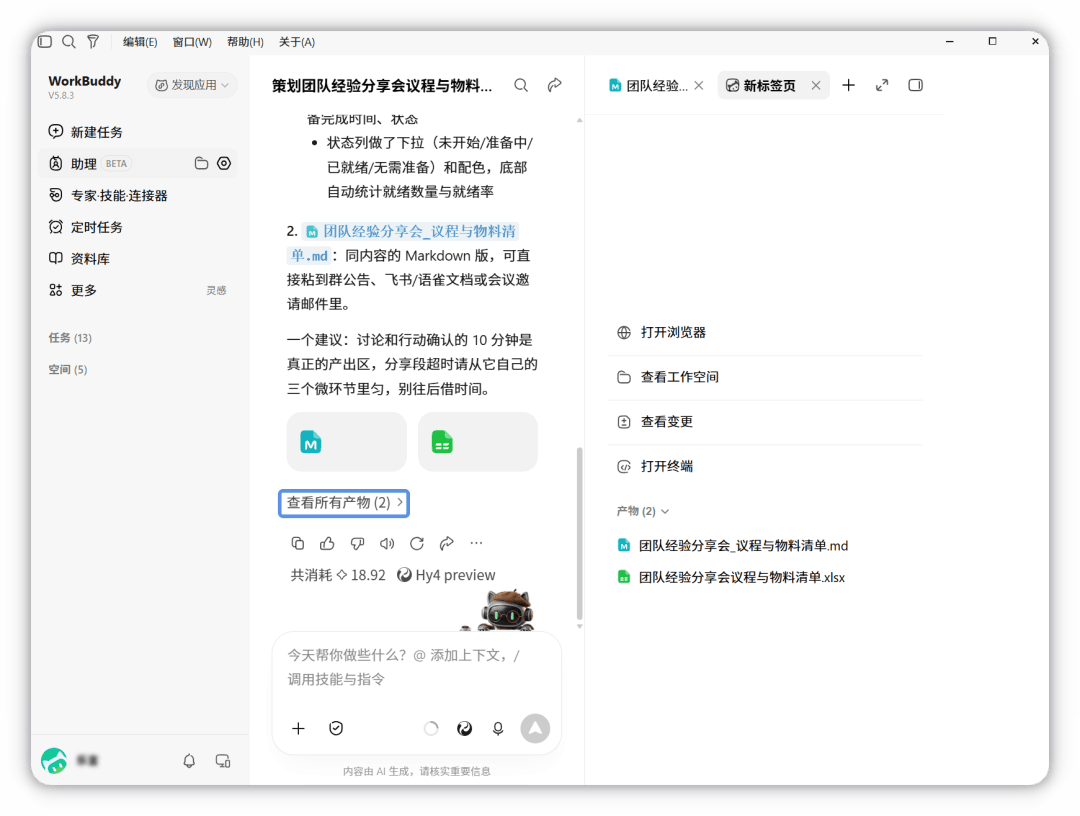 编辑(E) 窗口(W) 帮助(H) 关于(A)
WorkBuddy
V5.8.3
发现应用
新建任务
助理 BETA
专家·技能·连接器
定时任务
资料库
更多 灵感
任务 (13)
空间 (5)
策划团队经验分享会议程与物料...
备完成时间、状态
• 状态列做了下拉（未开始/准备中/
已就绪/无需准备）和配色，底部
自动统计就绪数量与就绪率
2. 团队经验分享会_议程与物料清
单.md：同内容的 Markdown 版，可直
接粘到群公告、飞书/语雀文档或会议邀
请邮件里。
一个建议：讨论和行动确认的 10 分钟是
真正的产出区，分享段超时请从它自己的
三个微环节里匀，别往后借时间。
查看所有产物 (2)
共消耗 18.92 Hy4 preview
今天帮你做些什么？@ 添加上下文，/
调用技能与指令
内容由 AI 生成，请核实重要信息
团队经验... 新标签页
打开浏览器
查看工作空间
查看变更
打开终端
产物 (2)
团队经验分享会_议程与物料清单.md
团队经验分享会议程与物料清单.xlsx